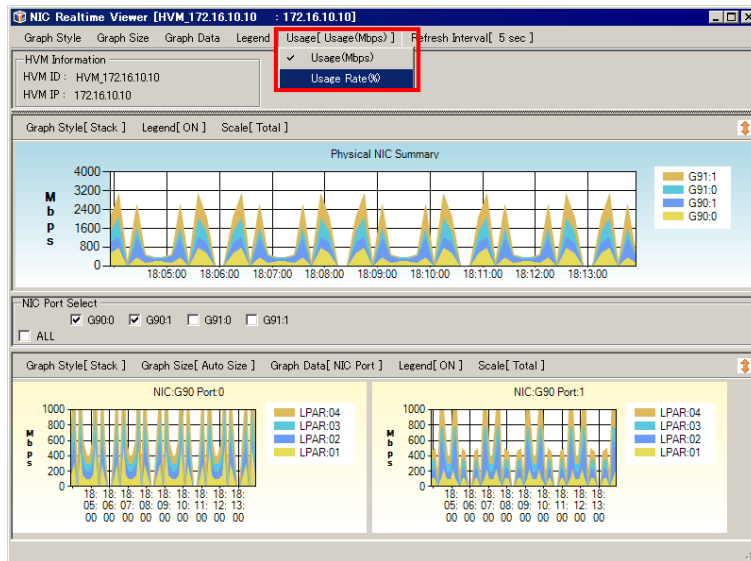 NIC Realtime Viewer [HVM_172.16.10.10 : 172.16.10.10]
Graph Style Graph Size Graph Data Legend Usage[ Usage(Mbps) ] Refresh Interval[ 5 sec ]
✓ Usage(Mbps)
Usage Rate(%)
HVM Information
HVM ID : HVM_172.16.10.10
HVM IP : 172.16.10.10
Graph Style[ Stack ] Legend[ ON ] Scale[ Total ]
Physical NIC Summary
Mbps
4000
3200
2400
1600
800
0
18:05:00 18:06:00 18:07:00 18:08:00 18:09:00 18:10:00 18:11:00 18:12:00 18:13:00
G91:1
G91:0
G90:1
G90:0
NIC Port Select
G90:0 G90:1 G91:0 G91:1
ALL
Graph Style[ Stack ] Graph Size[ Auto Size ] Graph Data[ NIC Port ] Legend[ ON ] Scale[ Total ]
NIC:G90 Port:0
Mbps
1000
800
600
400
200
0
18:05:00 18:06:00 18:07:00 18:08:00 18:09:00 18:10:00 18:11:00 18:12:00 18:13:00
LPAR:04
LPAR:03
LPAR:02
LPAR:01
NIC:G90 Port:1
Mbps
1000
800
600
400
200
0
18:05:00 18:06:00 18:07:00 18:08:00 18:09:00 18:10:00 18:11:00 18:12:00 18:13:00
LPAR:04
LPAR:03
LPAR:02
LPAR:01